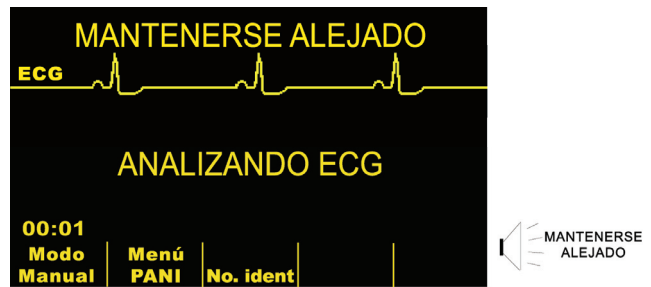 MANTENERSE ALEJADO
ECG
ANALIZANDO ECG
00:01
Modo Manual
Menú PANI
No. ident
MANTENERSE
ALEJADO